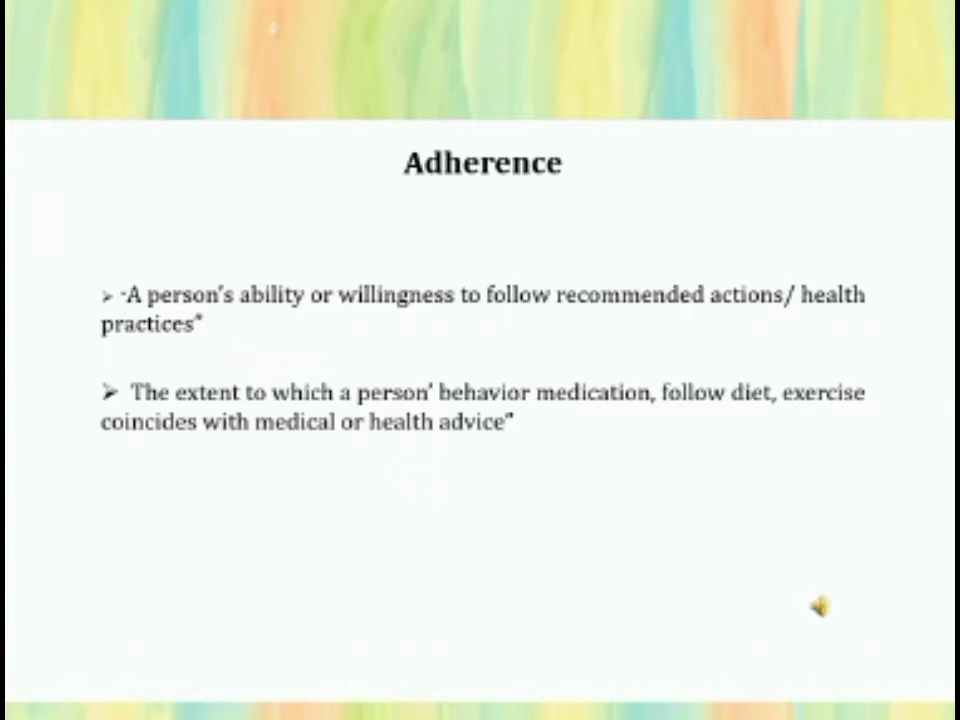 Adherence
➢ "A person's ability or willingness to follow recommended actions/ health
practices"
➢ The extent to which a person' behavior medication, follow diet, exercise
coincides with medical or health advice"